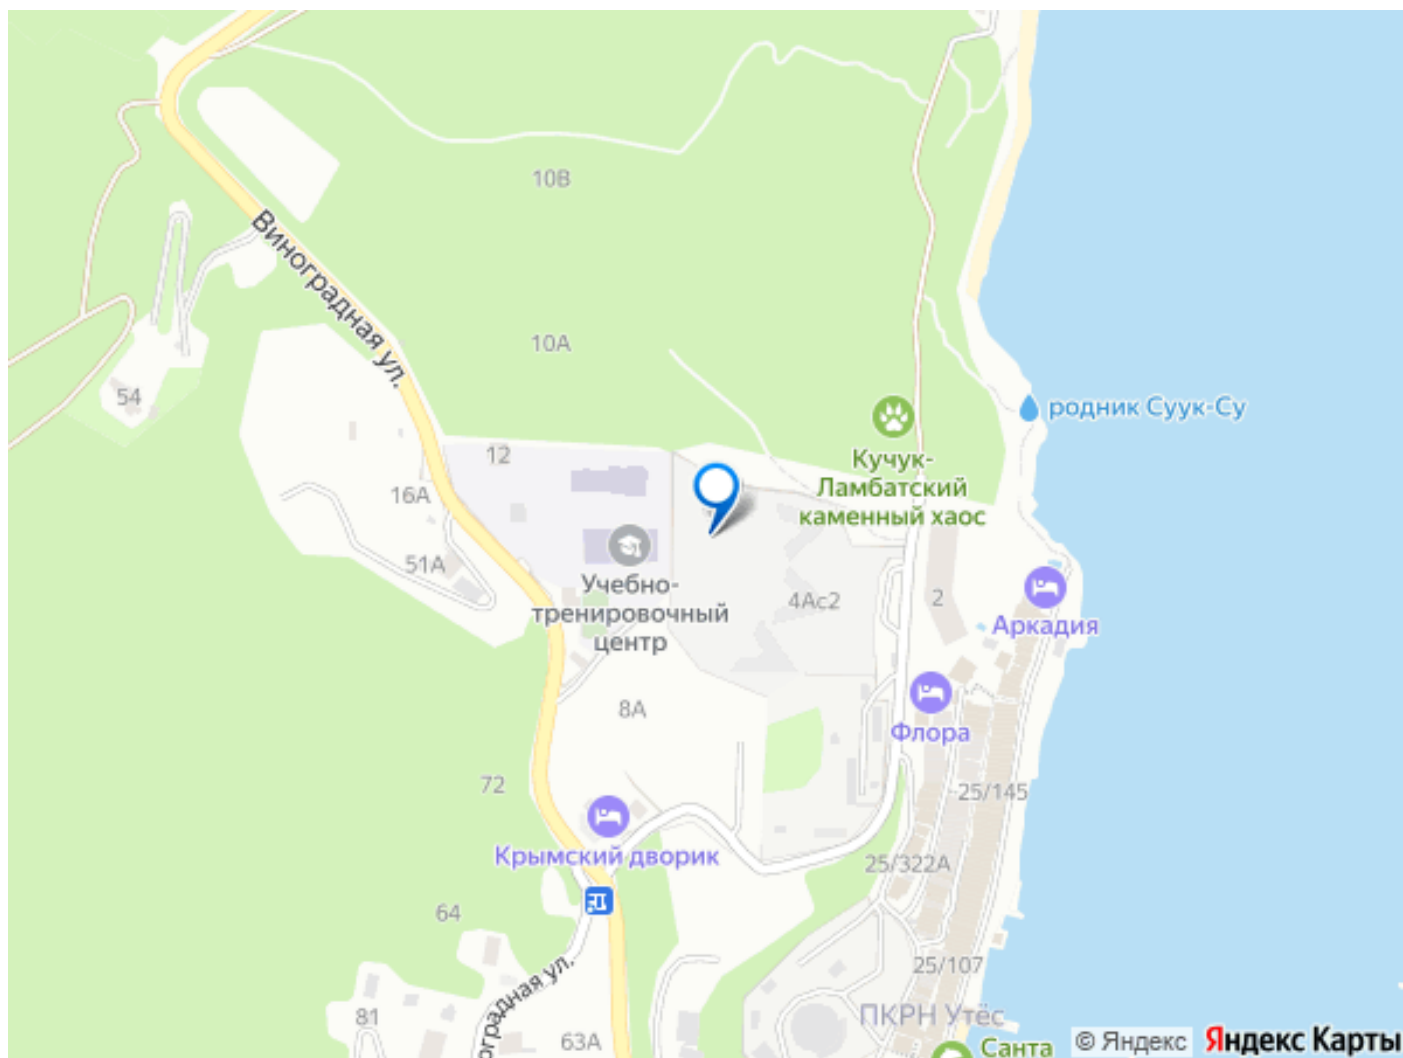 10В
Виноградная ул.
10А
54
родник Суук-Су
Кучук-
Ламбатский
каменный хаос
12
16А
51А
Учебно-
тренировочный
центр
4Ас2
2
Аркадия
8А
Флора
72
25/145
Крымский дворик
25/322А
64
25/107
оградная ул.
81
63А
ПКРН Утёс
Санта
© Яндекс
Яндекс Карты